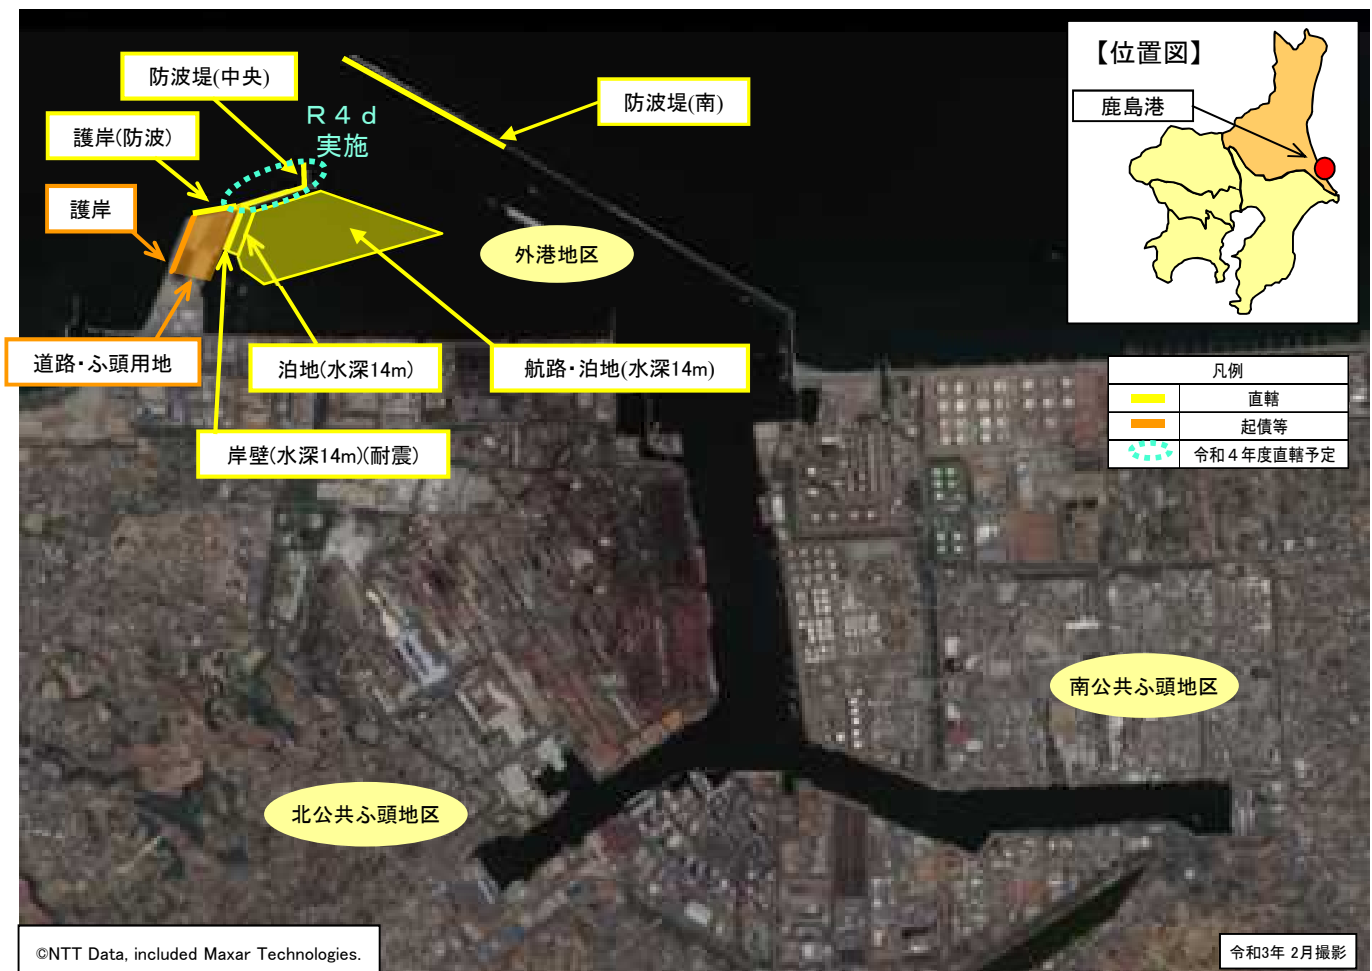 防波堤(中央)
R4d
実施
防波堤(南)
護岸(防波)
護岸
外港地区
道路・ふ頭用地
泊地(水深14m)
航路・泊地(水深14m)
岸壁(水深14m)(耐震)
【位置図】
鹿島港
凡例
直轄
起債等
令和4年度直轄予定
南公共ふ頭地区
北公共ふ頭地区
©NTT Data, included Maxar Technologies.
令和3年 2月撮影